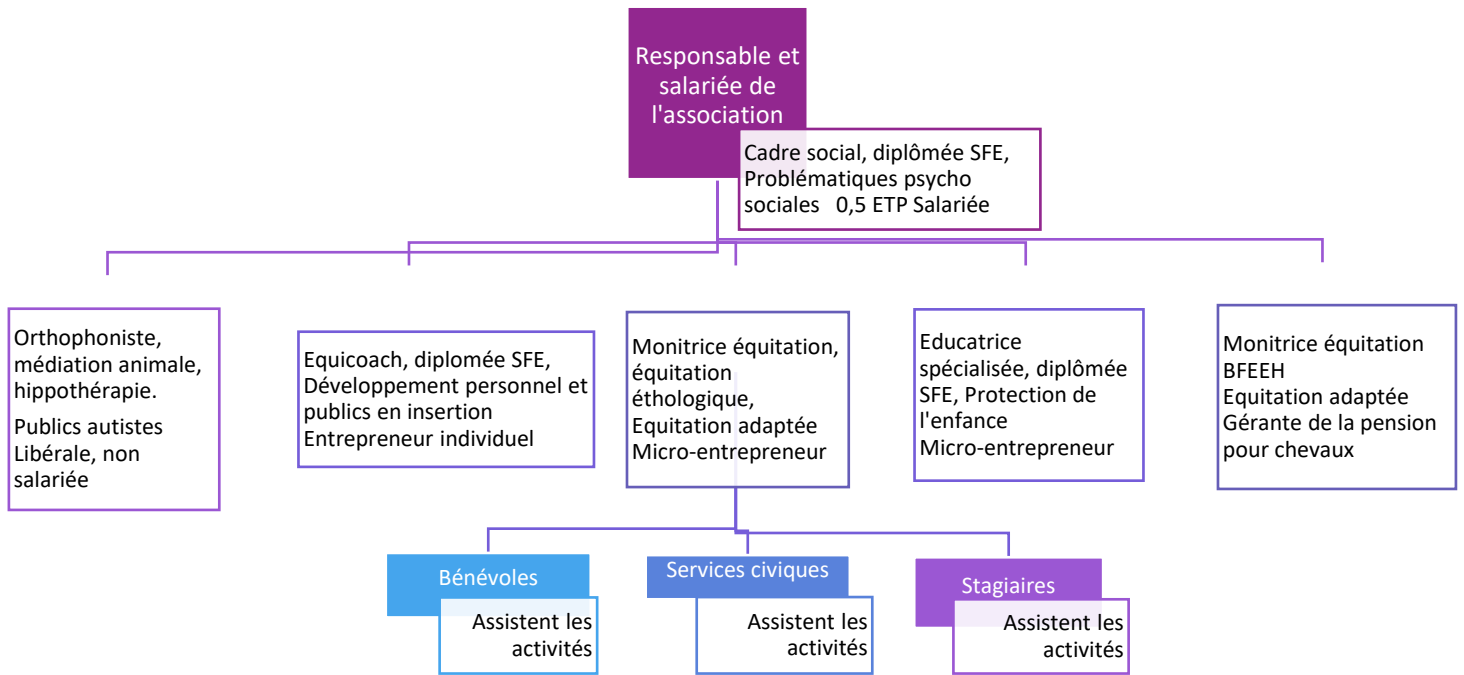 Responsable et
salariée de
l'association
Cadre social, diplômée SFE,
Problématiques psycho
sociales   0,5 ETP Salariée
Orthophoniste,
médiation animale,
hippothérapie.
Publics autistes
Libérale, non
salariée
Equicoach, diplomée SFE,
Développement personnel et
publics en insertion
Entrepreneur individuel
Monitrice équitation,
équitation
éthologique,
Equitation adaptée
Micro-entrepreneur
Educatrice
spécialisée, diplômée
SFE, Protection de
l'enfance
Micro-entrepreneur
Monitrice équitation
BFEEH
Equitation adaptée
Gérante de la pension
pour chevaux
Bénévoles
Assistent les
activités
Services civiques
Assistent les
activités
Stagiaires
Assistent les
activités